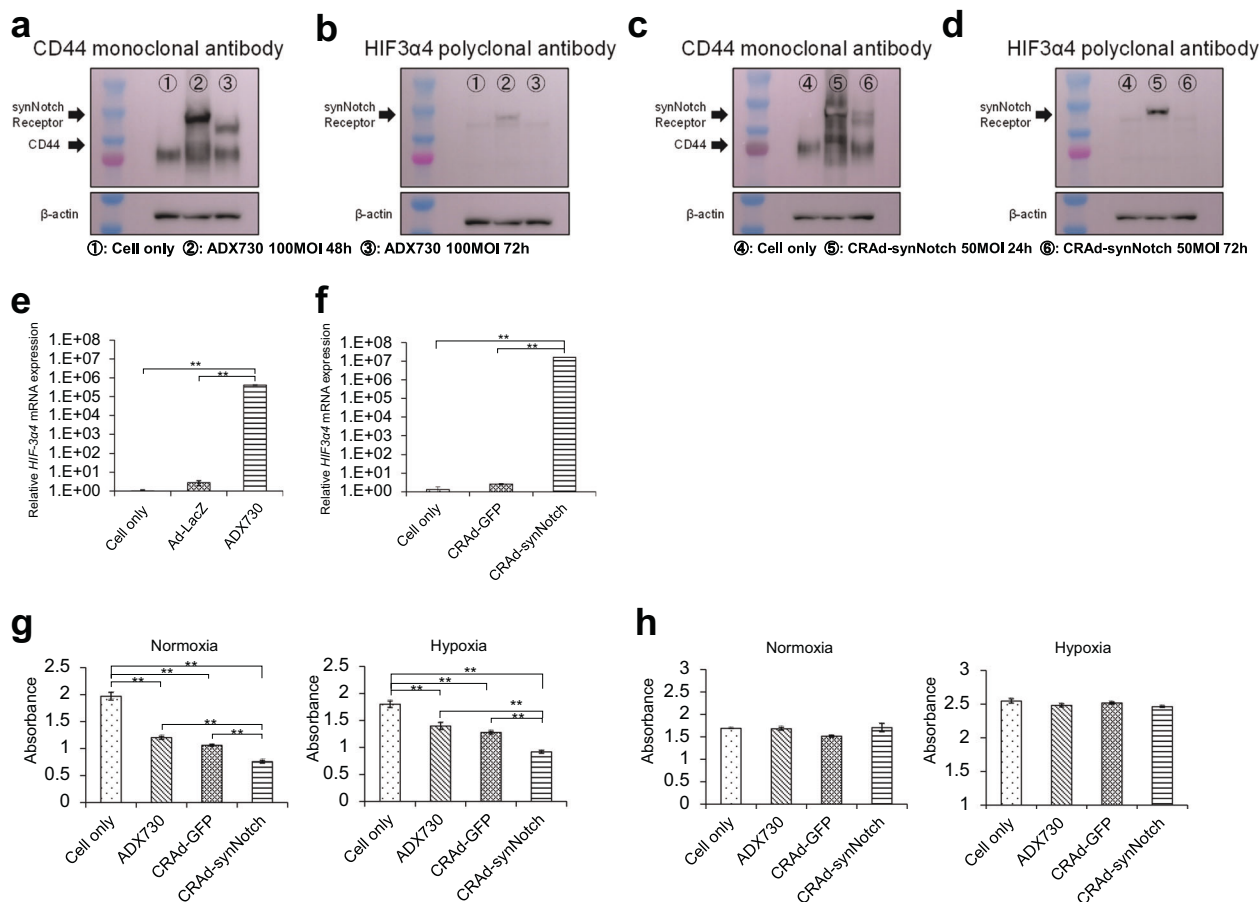 a
CD44 monoclonal antibody
① ② ③
synNotch
Receptor
CD44
β-actin
b
HIF3α4 polyclonal antibody
① ② ③
synNotch
Receptor
β-actin
①: Cell only ②: ADX730 100MOI 48h ③: ADX730 100MOI 72h
c
CD44 monoclonal antibody
④ ⑤ ⑥
synNotch
Receptor
CD44
β-actin
d
HIF3α4 polyclonal antibody
④ ⑤ ⑥
synNotch
Receptor
β-actin
④: Cell only ⑤: CRAd-synNotch 50MOI 24h ⑥: CRAd-synNotch 50MOI 72h
e
Relative HIF-3α4 mRNA expression
1.E+08
1.E+07
1.E+06
1.E+05
1.E+04
1.E+03
1.E+02
1.E+01
1.E+00
**
**
Cell only
Ad-LacZ
ADX730
f
Relative HIF3α4 mRNA expression
1.E+08
1.E+07
1.E+06
1.E+05
1.E+04
1.E+03
1.E+02
1.E+01
1.E+00
**
**
Cell only
CRAd-GFP
CRAd-synNotch
g
Normoxia
Absorbance
2.5
2
1.5
1
0.5
0
**
**
**
**
**
Cell only
ADX730
CRAd-GFP
CRAd-synNotch
Hypoxia
Absorbance
2.5
2
1.5
1
0.5
0
**
**
**
**
**
Cell only
ADX730
CRAd-GFP
CRAd-synNotch
h
Normoxia
Absorbance
3
2.5
2
1.5
1
0.5
0
Cell only
ADX730
CRAd-GFP
CRAd-synNotch
Hypoxia
Absorbance
3
2.5
2
1.5
1
Cell only
ADX730
CRAd-GFP
CRAd-synNotch